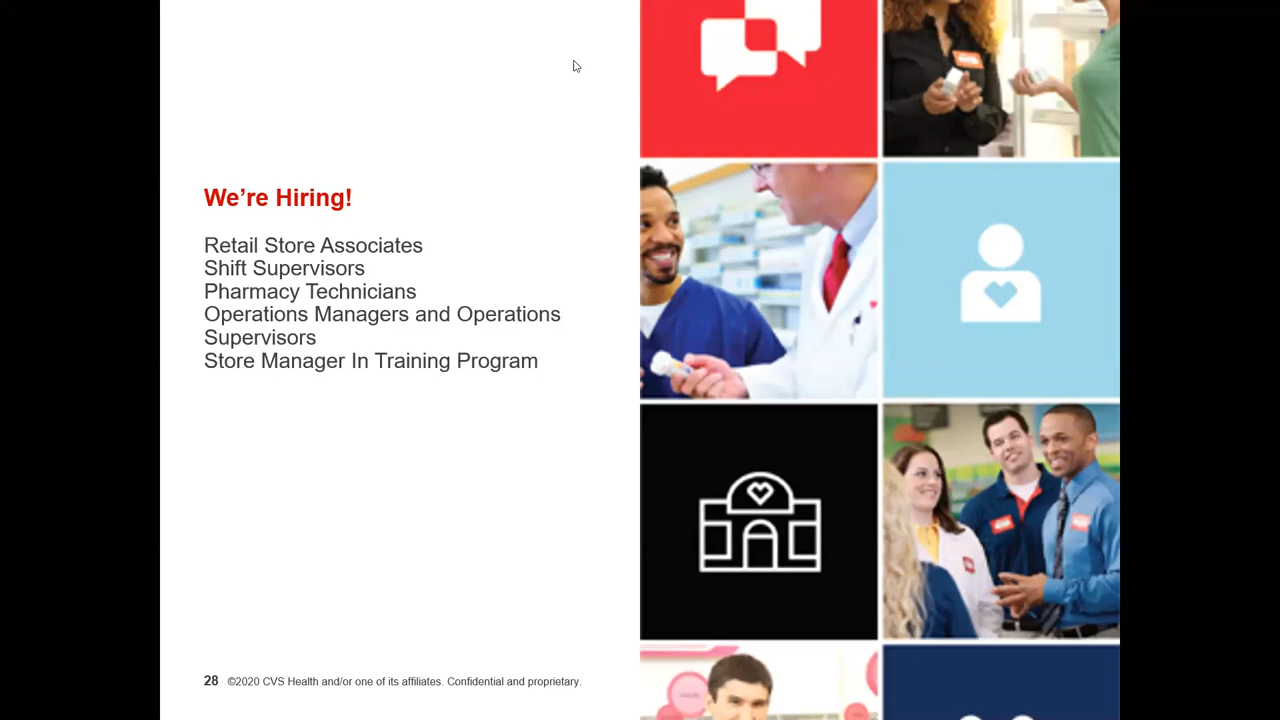 We’re Hiring!
Retail Store Associates
Shift Supervisors
Pharmacy Technicians
Operations Managers and Operations
Supervisors
Store Manager In Training Program
28 ©2020 CVS Health and/or one of its affiliates. Confidential and proprietary.